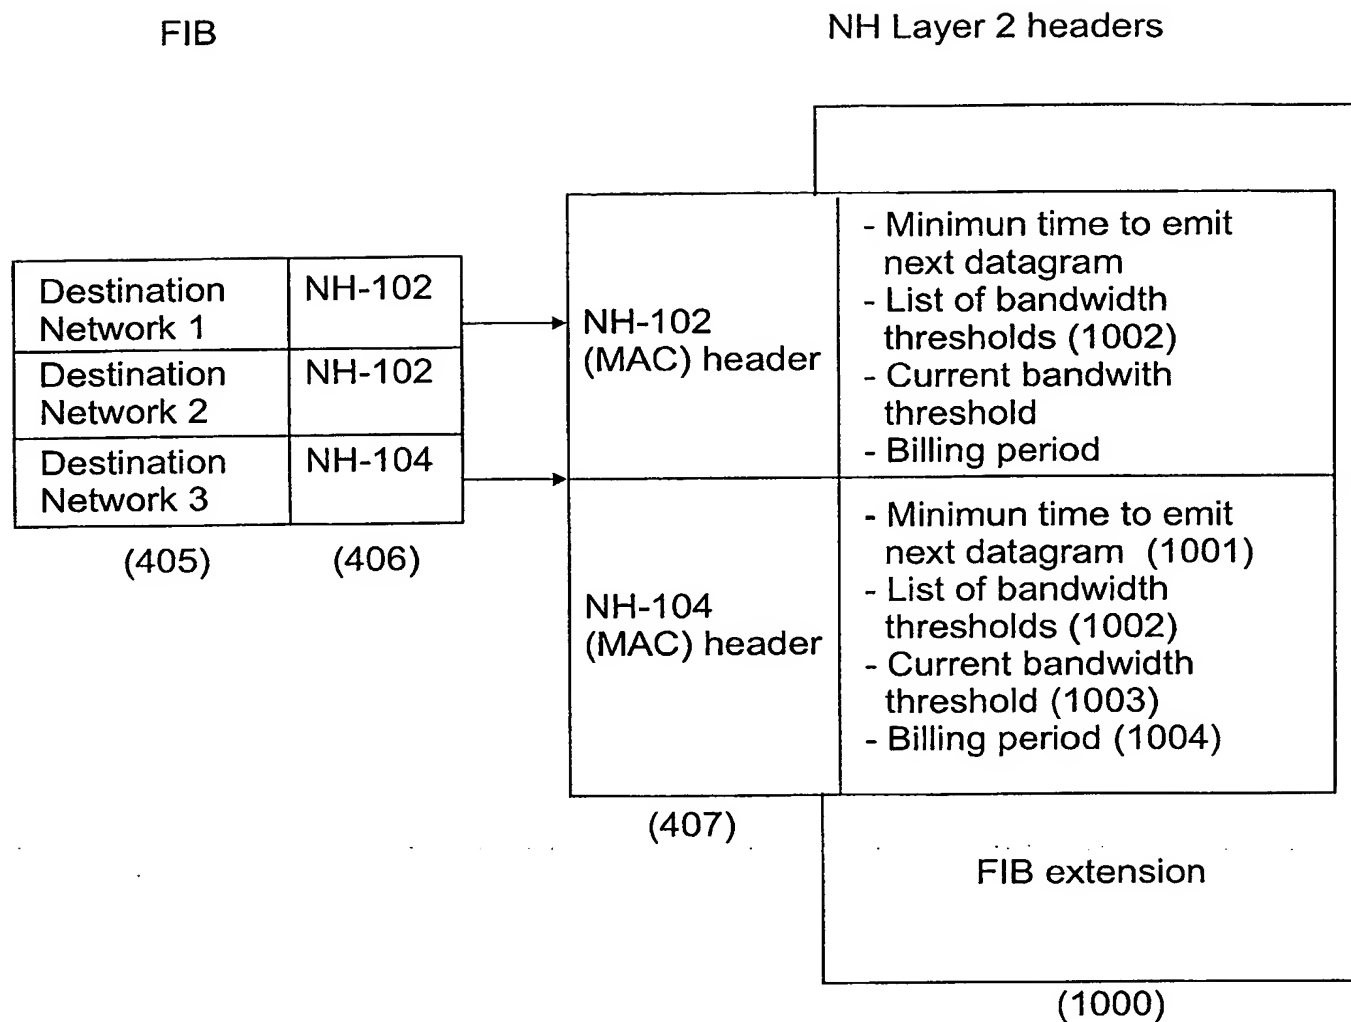 FIB
NH Layer 2 headers
Destination
Network 1
NH-102
Destination
Network 2
NH-102
Destination
Network 3
NH-104
(405)
(406)
NH-102
(MAC) header
- Minimun time to emit
next datagram
- List of bandwidth
thresholds (1002)
- Current bandwith
threshold
- Billing period
NH-104
(MAC) header
- Minimun time to emit
next datagram (1001)
- List of bandwidth
thresholds (1002)
- Current bandwidth
threshold (1003)
- Billing period (1004)
(407)
FIB extension
(1000)